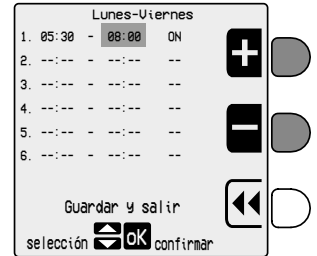 Lunes-Viernes
1. 05:30 - 08:00 ON
2. --:-- - --:-- --
3. --:-- - --:-- --
4. --:-- - --:-- --
5. --:-- - --:-- --
6. --:-- - --:-- --
Guardar y salir
selección OK confirmar